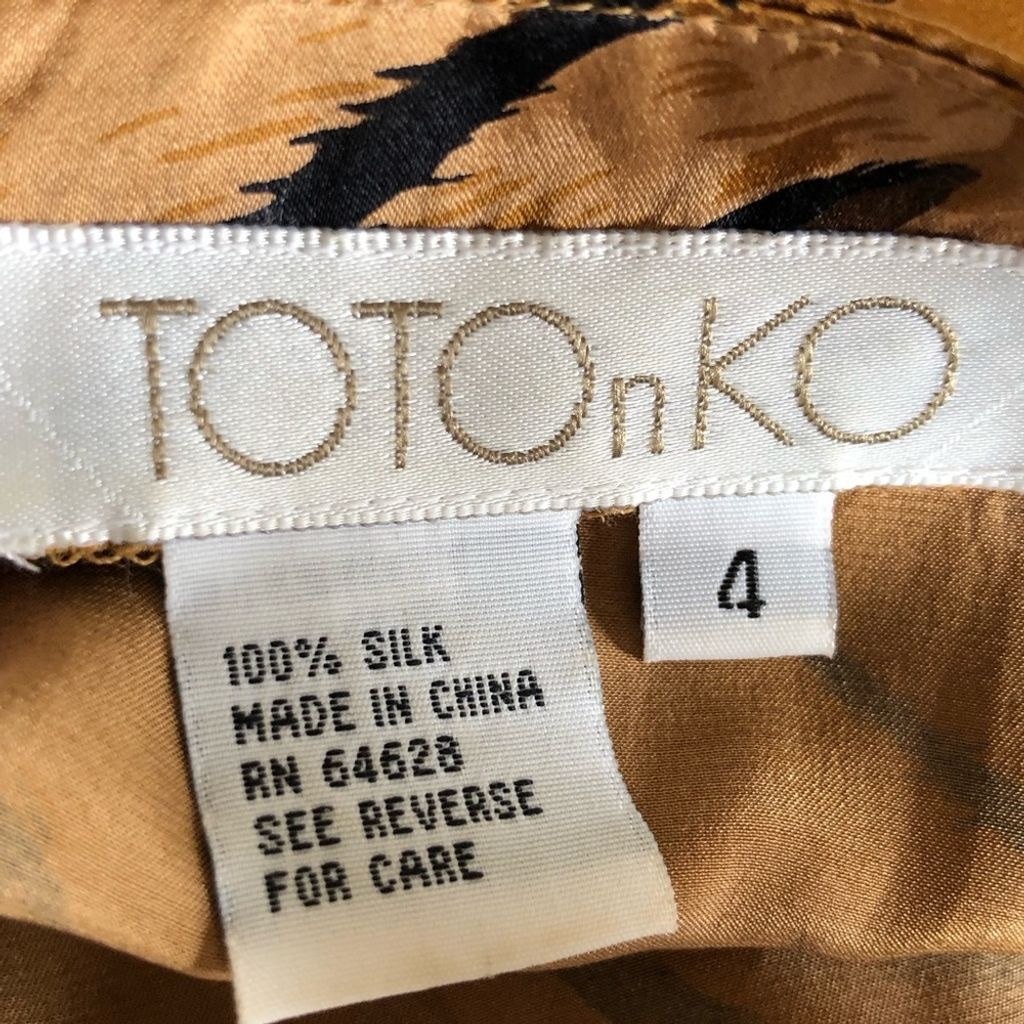 TOTOnKO
4
100% SILK
MADE IN CHINA
RN 64628
SEE REVERSE
FOR CARE